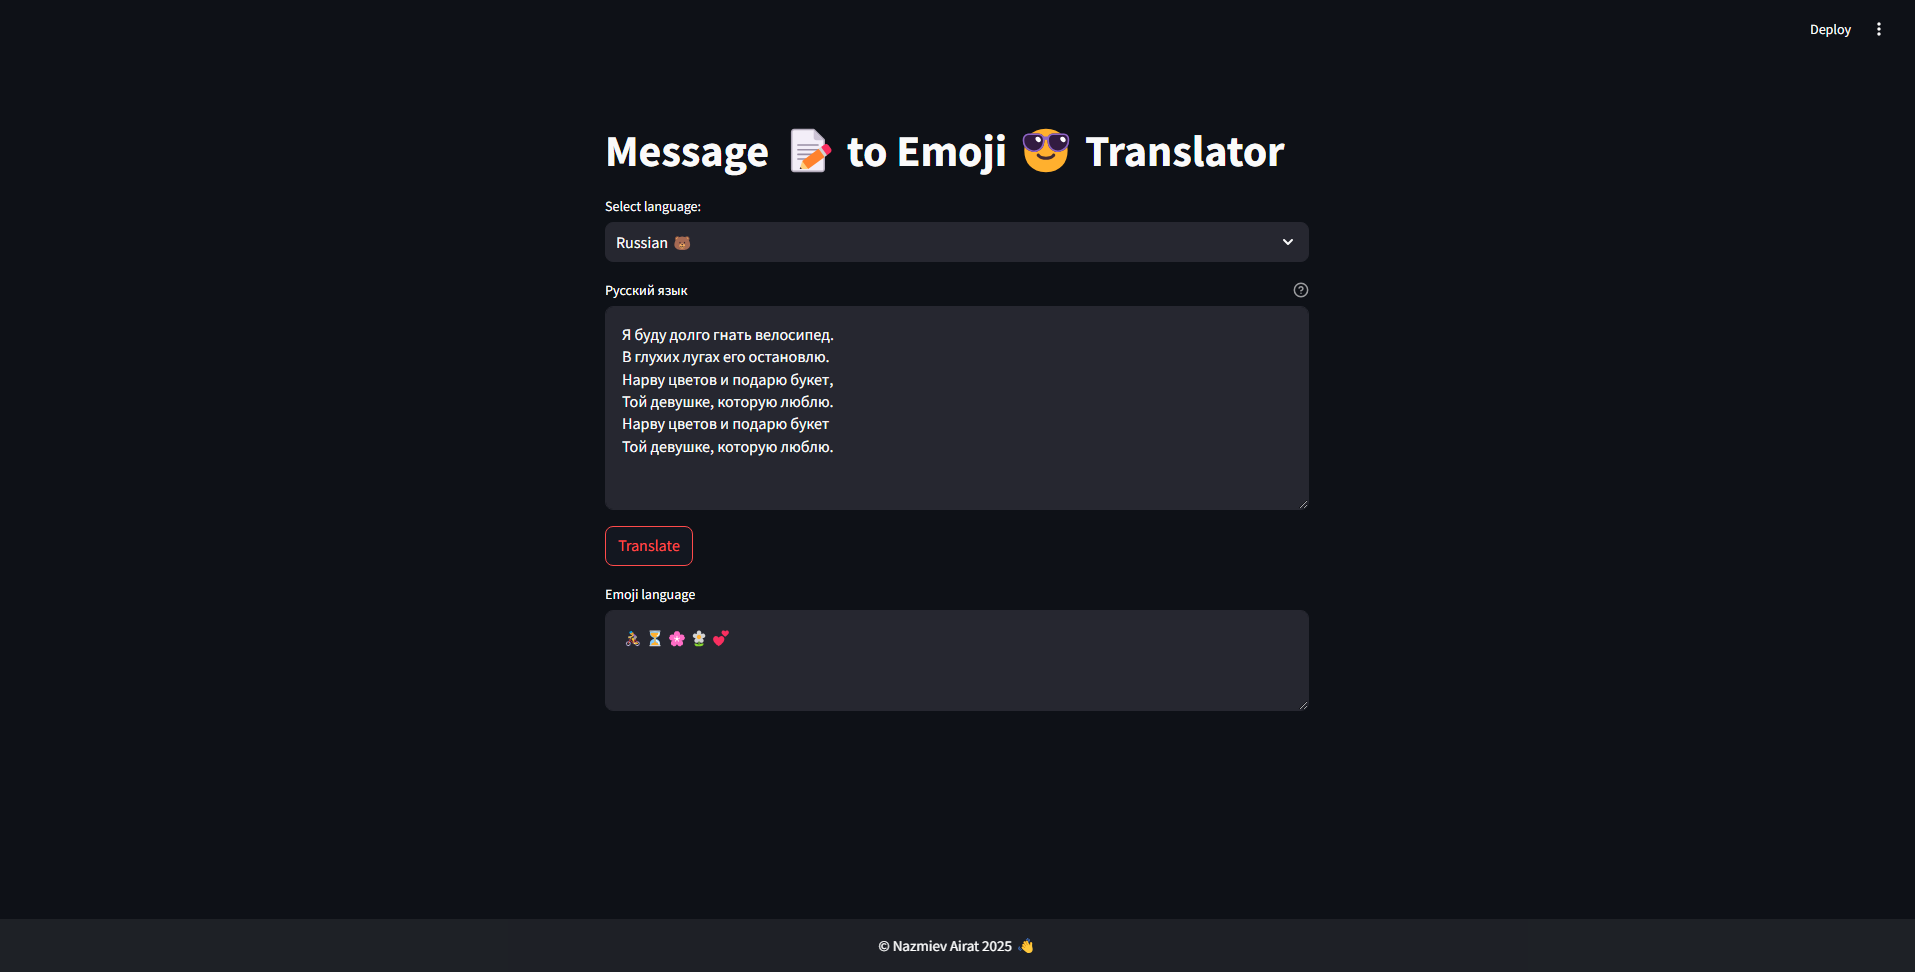 Deploy
Message 📝 to Emoji 😎 Translator
Select language:
Russian 🐻
Русский язык
Я буду долго гнать велосипед.
В глухих лугах его остановлю.
Нарву цветов и подарю букет,
Той девушке, которую люблю.
Нарву цветов и подарю букет
Той девушке, которую люблю.
Translate
Emoji language
🚴⏳🌸💐💕
© Nazmiev Airat 2025 👋